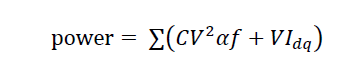 power = ∑(CV²αf + VI_dq)